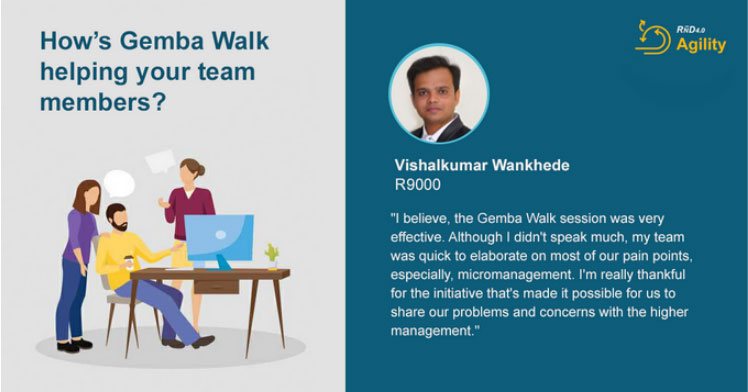 How's Gemba Walk
helping your team
members?
RIID4.0
Agility
Vishalkumar Wankhede
R9000
"I believe, the Gemba Walk session was very
effective. Although I didn't speak much, my team
was quick to elaborate on most of our pain points,
especially, micromanagement. I'm really thankful
for the initiative that's made it possible for us to
share our problems and concerns with the higher
management."